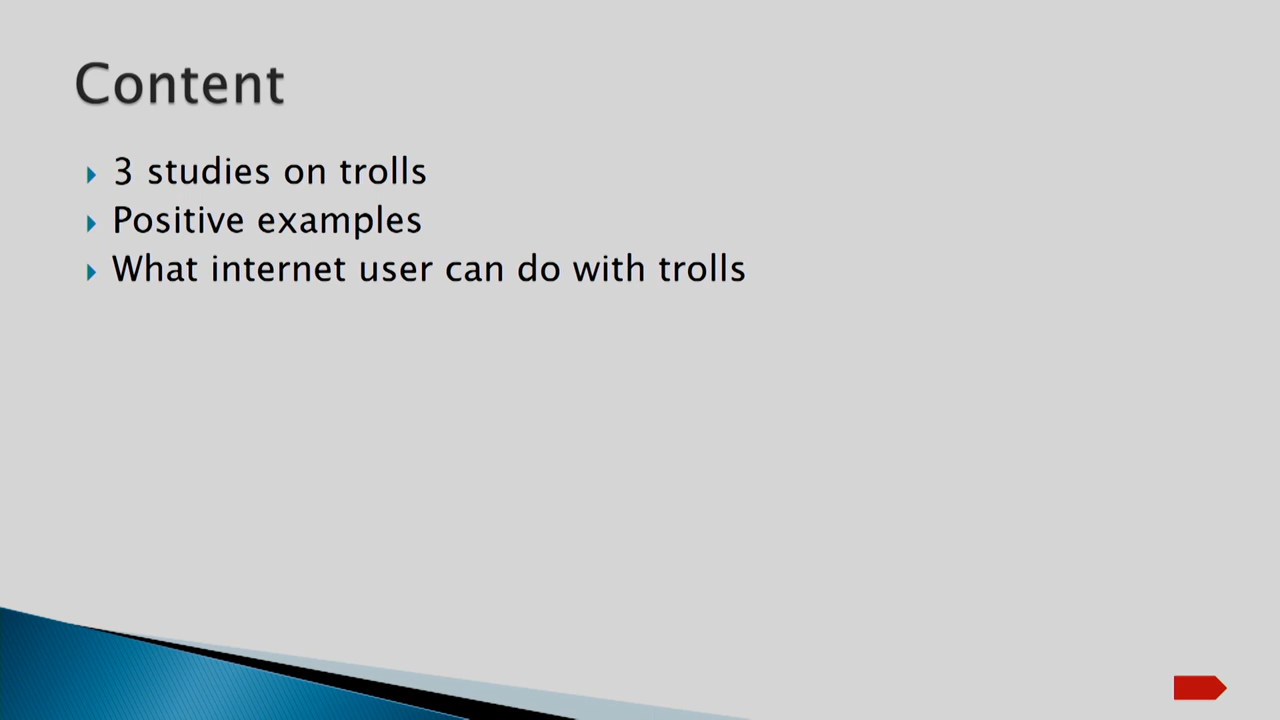 Content
3 studies on trolls
Positive examples
What internet user can do with trolls